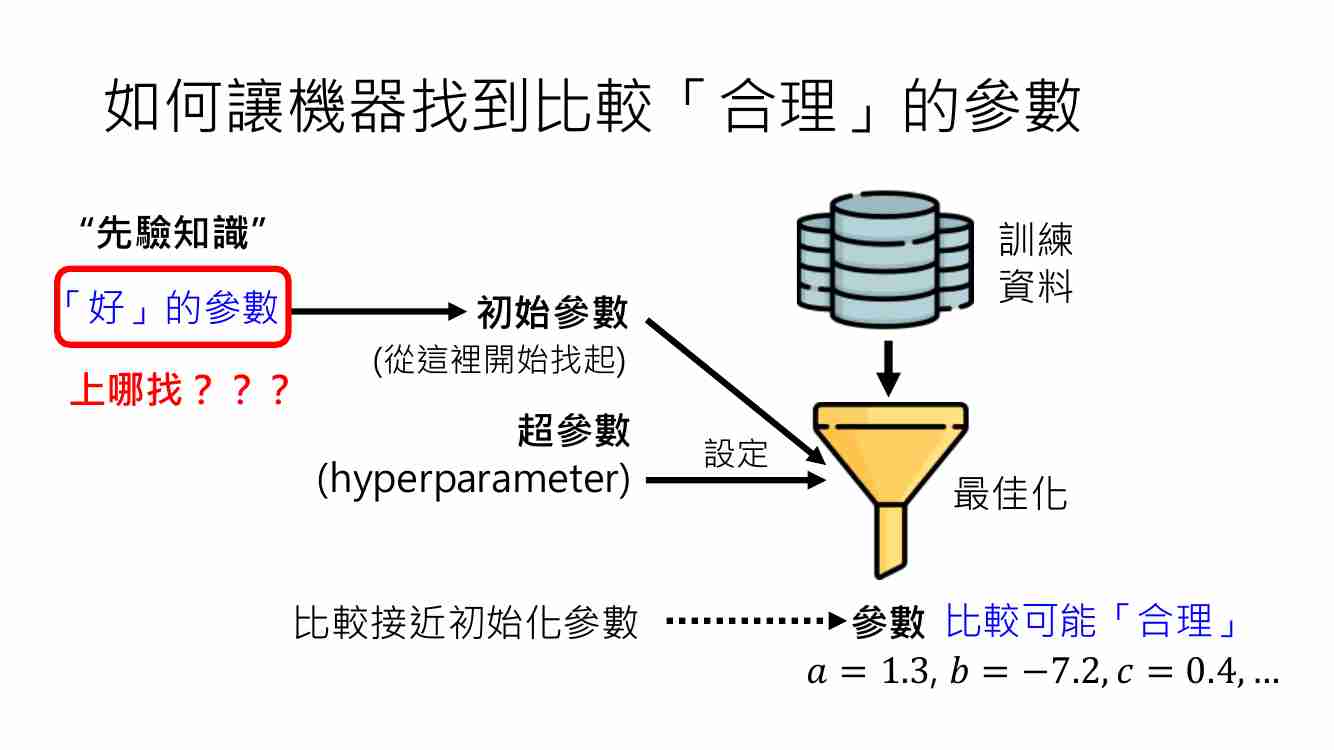 如何讓機器找到比較「合理」的參數
“先驗知識”
「好」的參數
上哪找？？？
初始參數
(從這裡開始找起)
超參數
(hyperparameter)
設定
訓練
資料
最佳化
比較接近初始化參數
參數 比較可能「合理」
a = 1.3, b = −7.2, c = 0.4, …